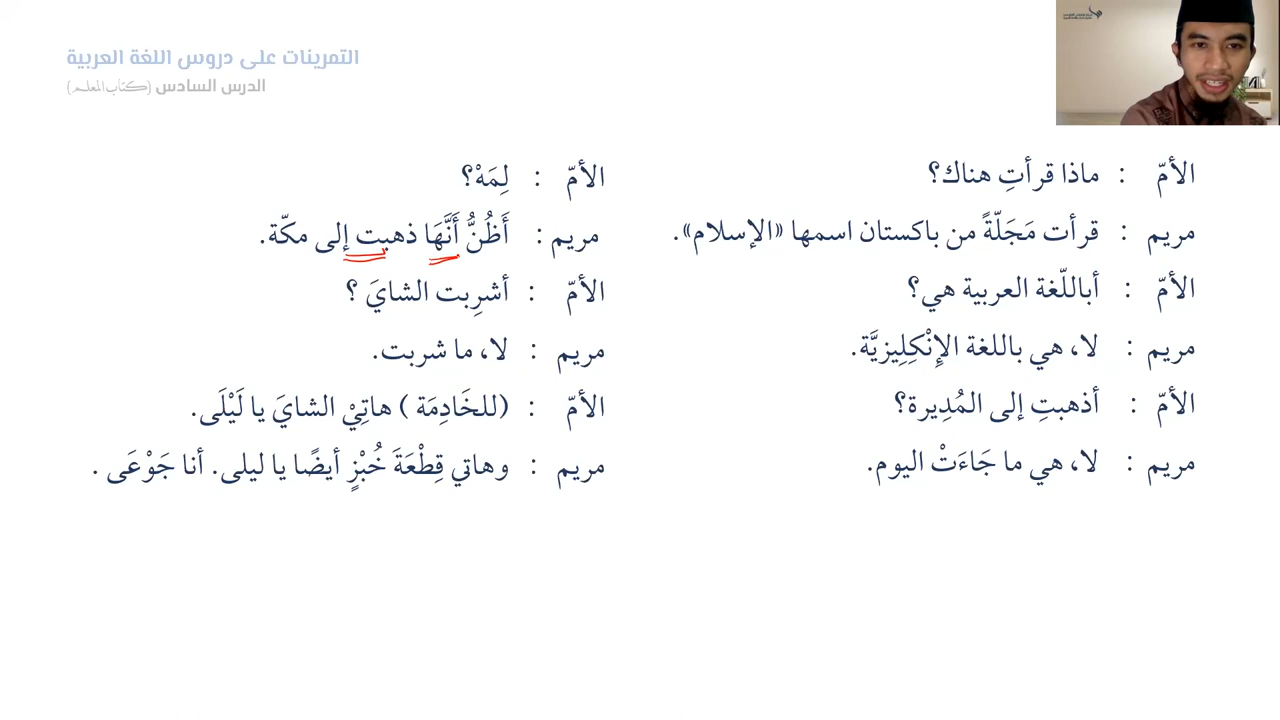 التمرينات على دروس اللغة العربية
الدرس السادس (كتاب المعلم)
الأمّ : ماذا قرأتِ هناك؟
مريم : قرأت مَجَلّةً من باكستان اسمها «الإسلام».
الأمّ : أباللّغة العربية هي؟
مريم : لا، هي باللغة الإِنْكِلِيزيَّة.
الأمّ : أذهبتِ إلى المُدِيرة؟
مريم : لا، هي ما جَاءَتْ اليوم.
الأمّ : لِمَهْ؟
مريم : أَظُنُّ أَنَّهَا ذهبت إلى مكّة.
الأمّ : أشرِبت الشايَ ؟
مريم : لا، ما شربت.
الأمّ : (للخَادِمَة ) هاتِيْ الشايَ يا لَيْلَى.
مريم : وهاتي قِطْعَةَ خُبْزٍ أيضًا يا ليلى. أنا جَوْعَى .